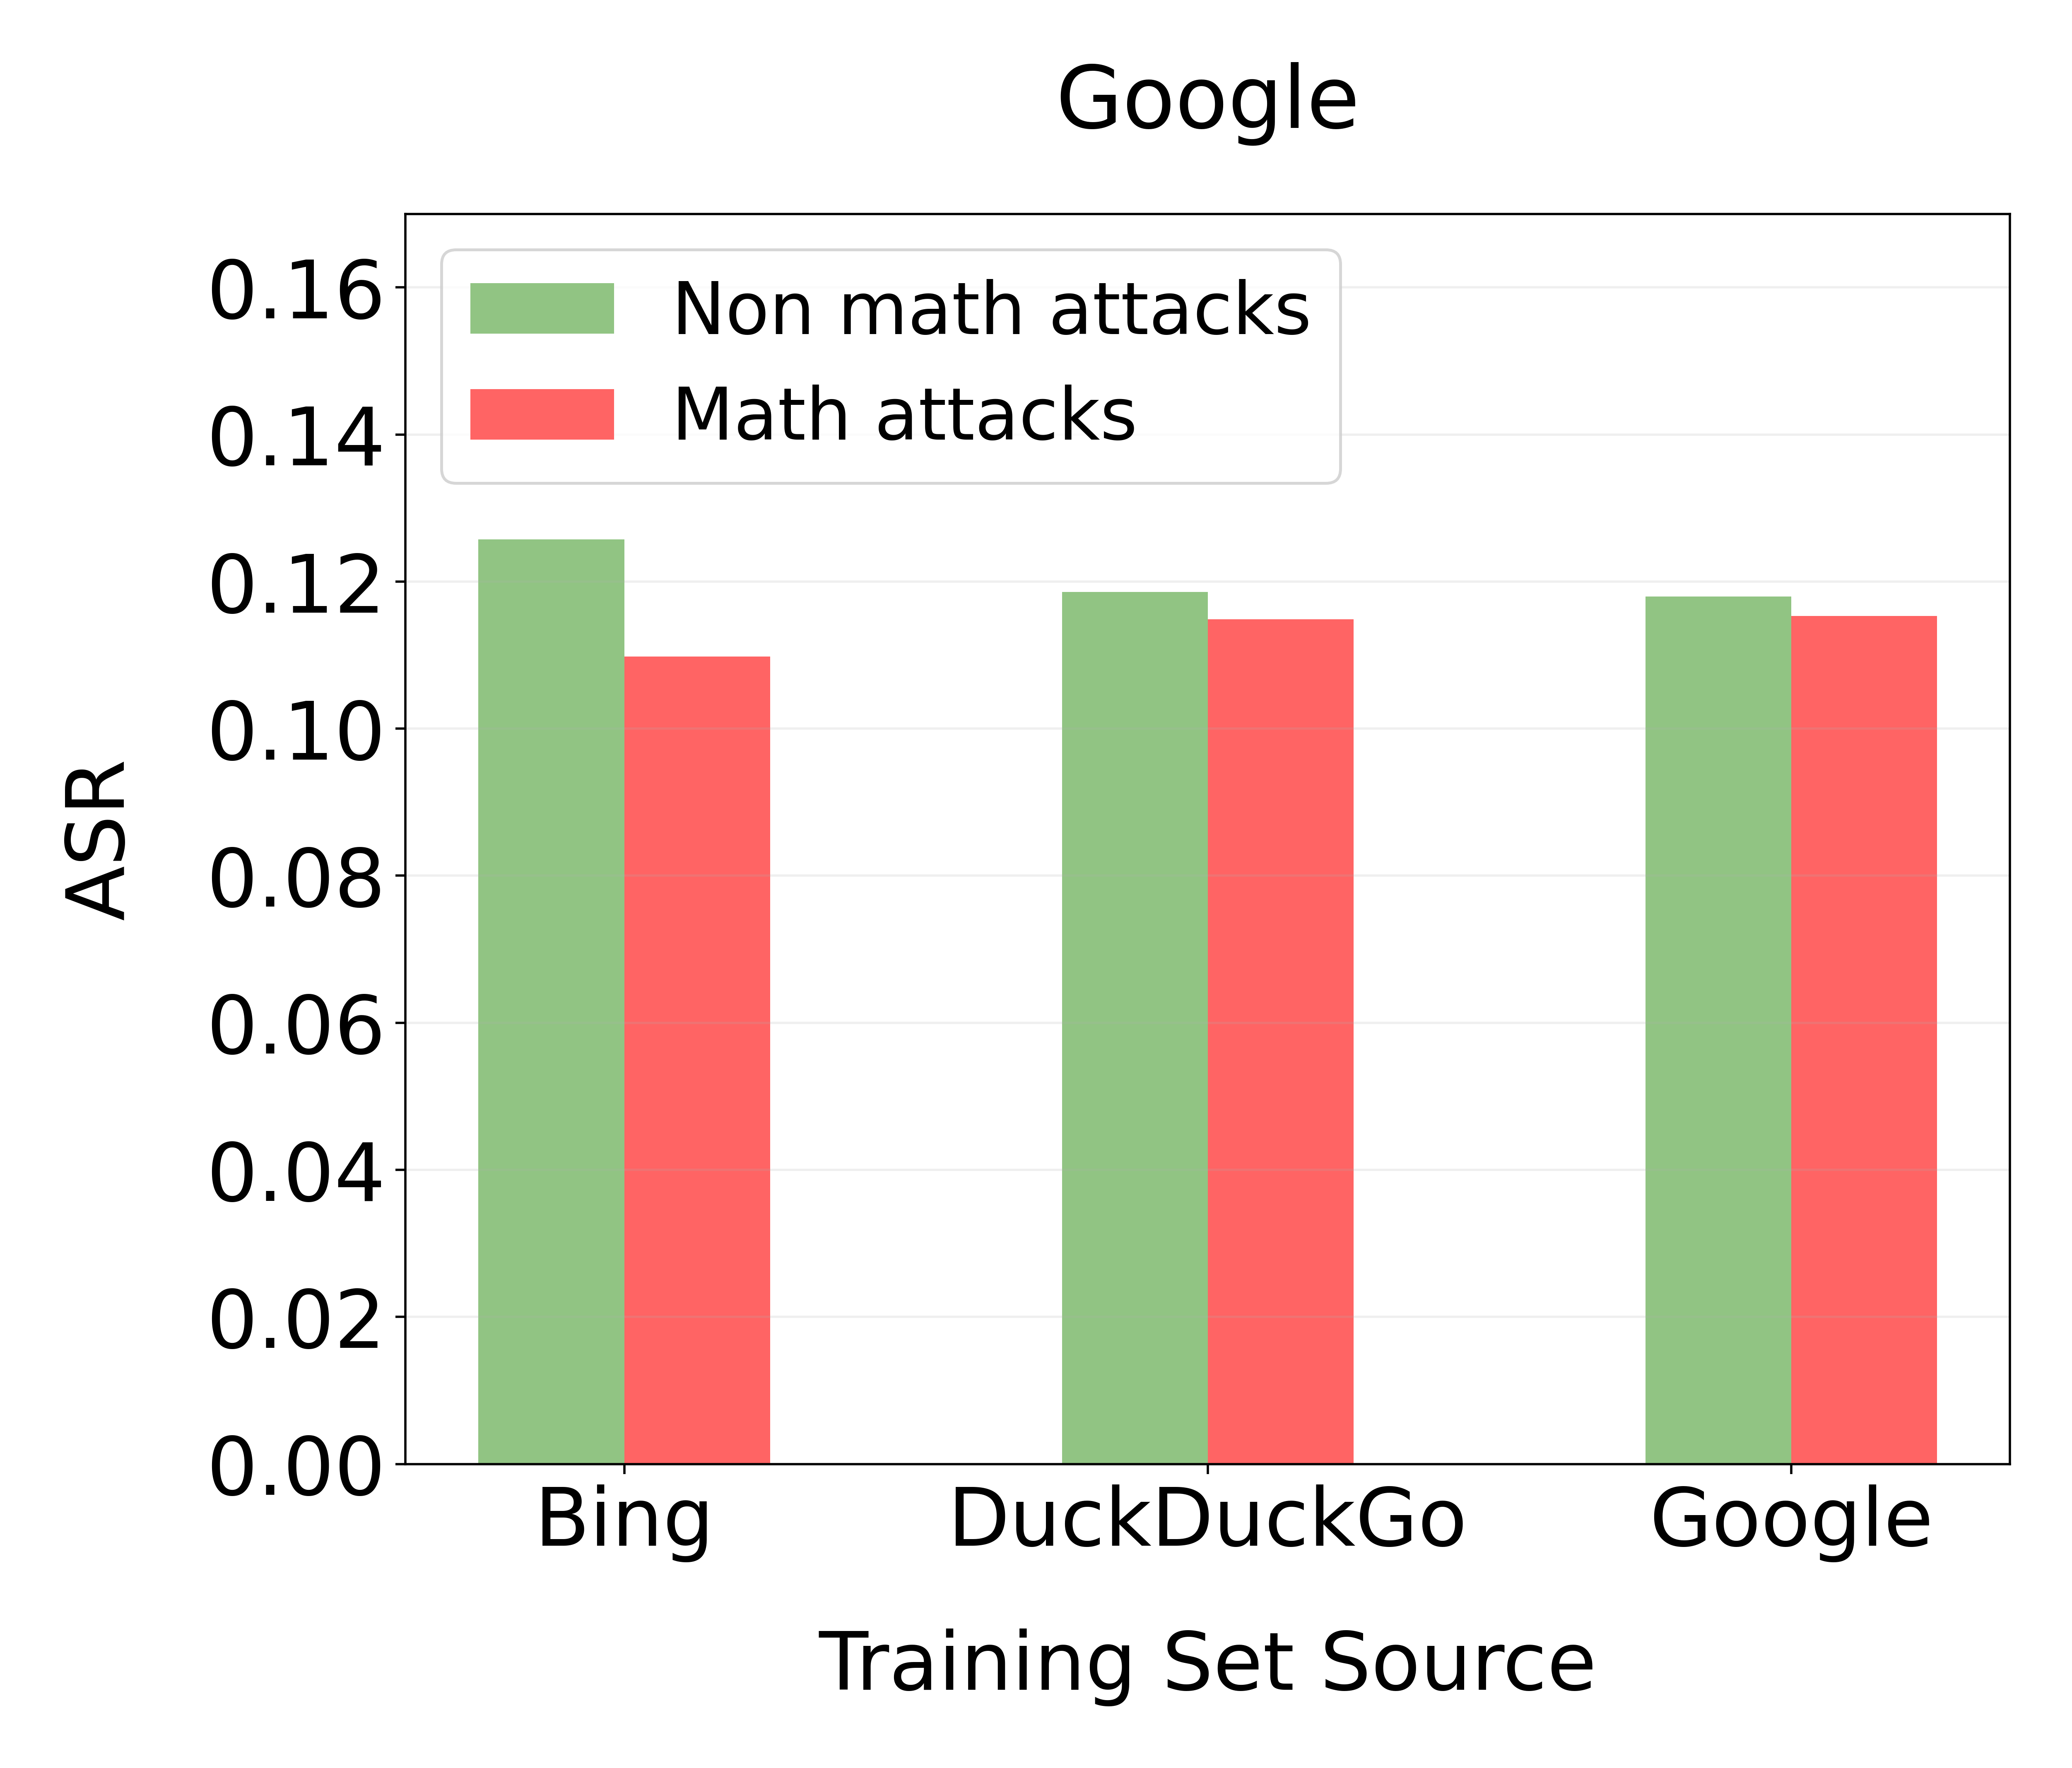 Google
0.16
0.14
0.12
0.10
0.08
0.06
0.04
0.02
0.00
ASR
Non math attacks
Math attacks
Bing
DuckDuckGo
Google
Training Set Source